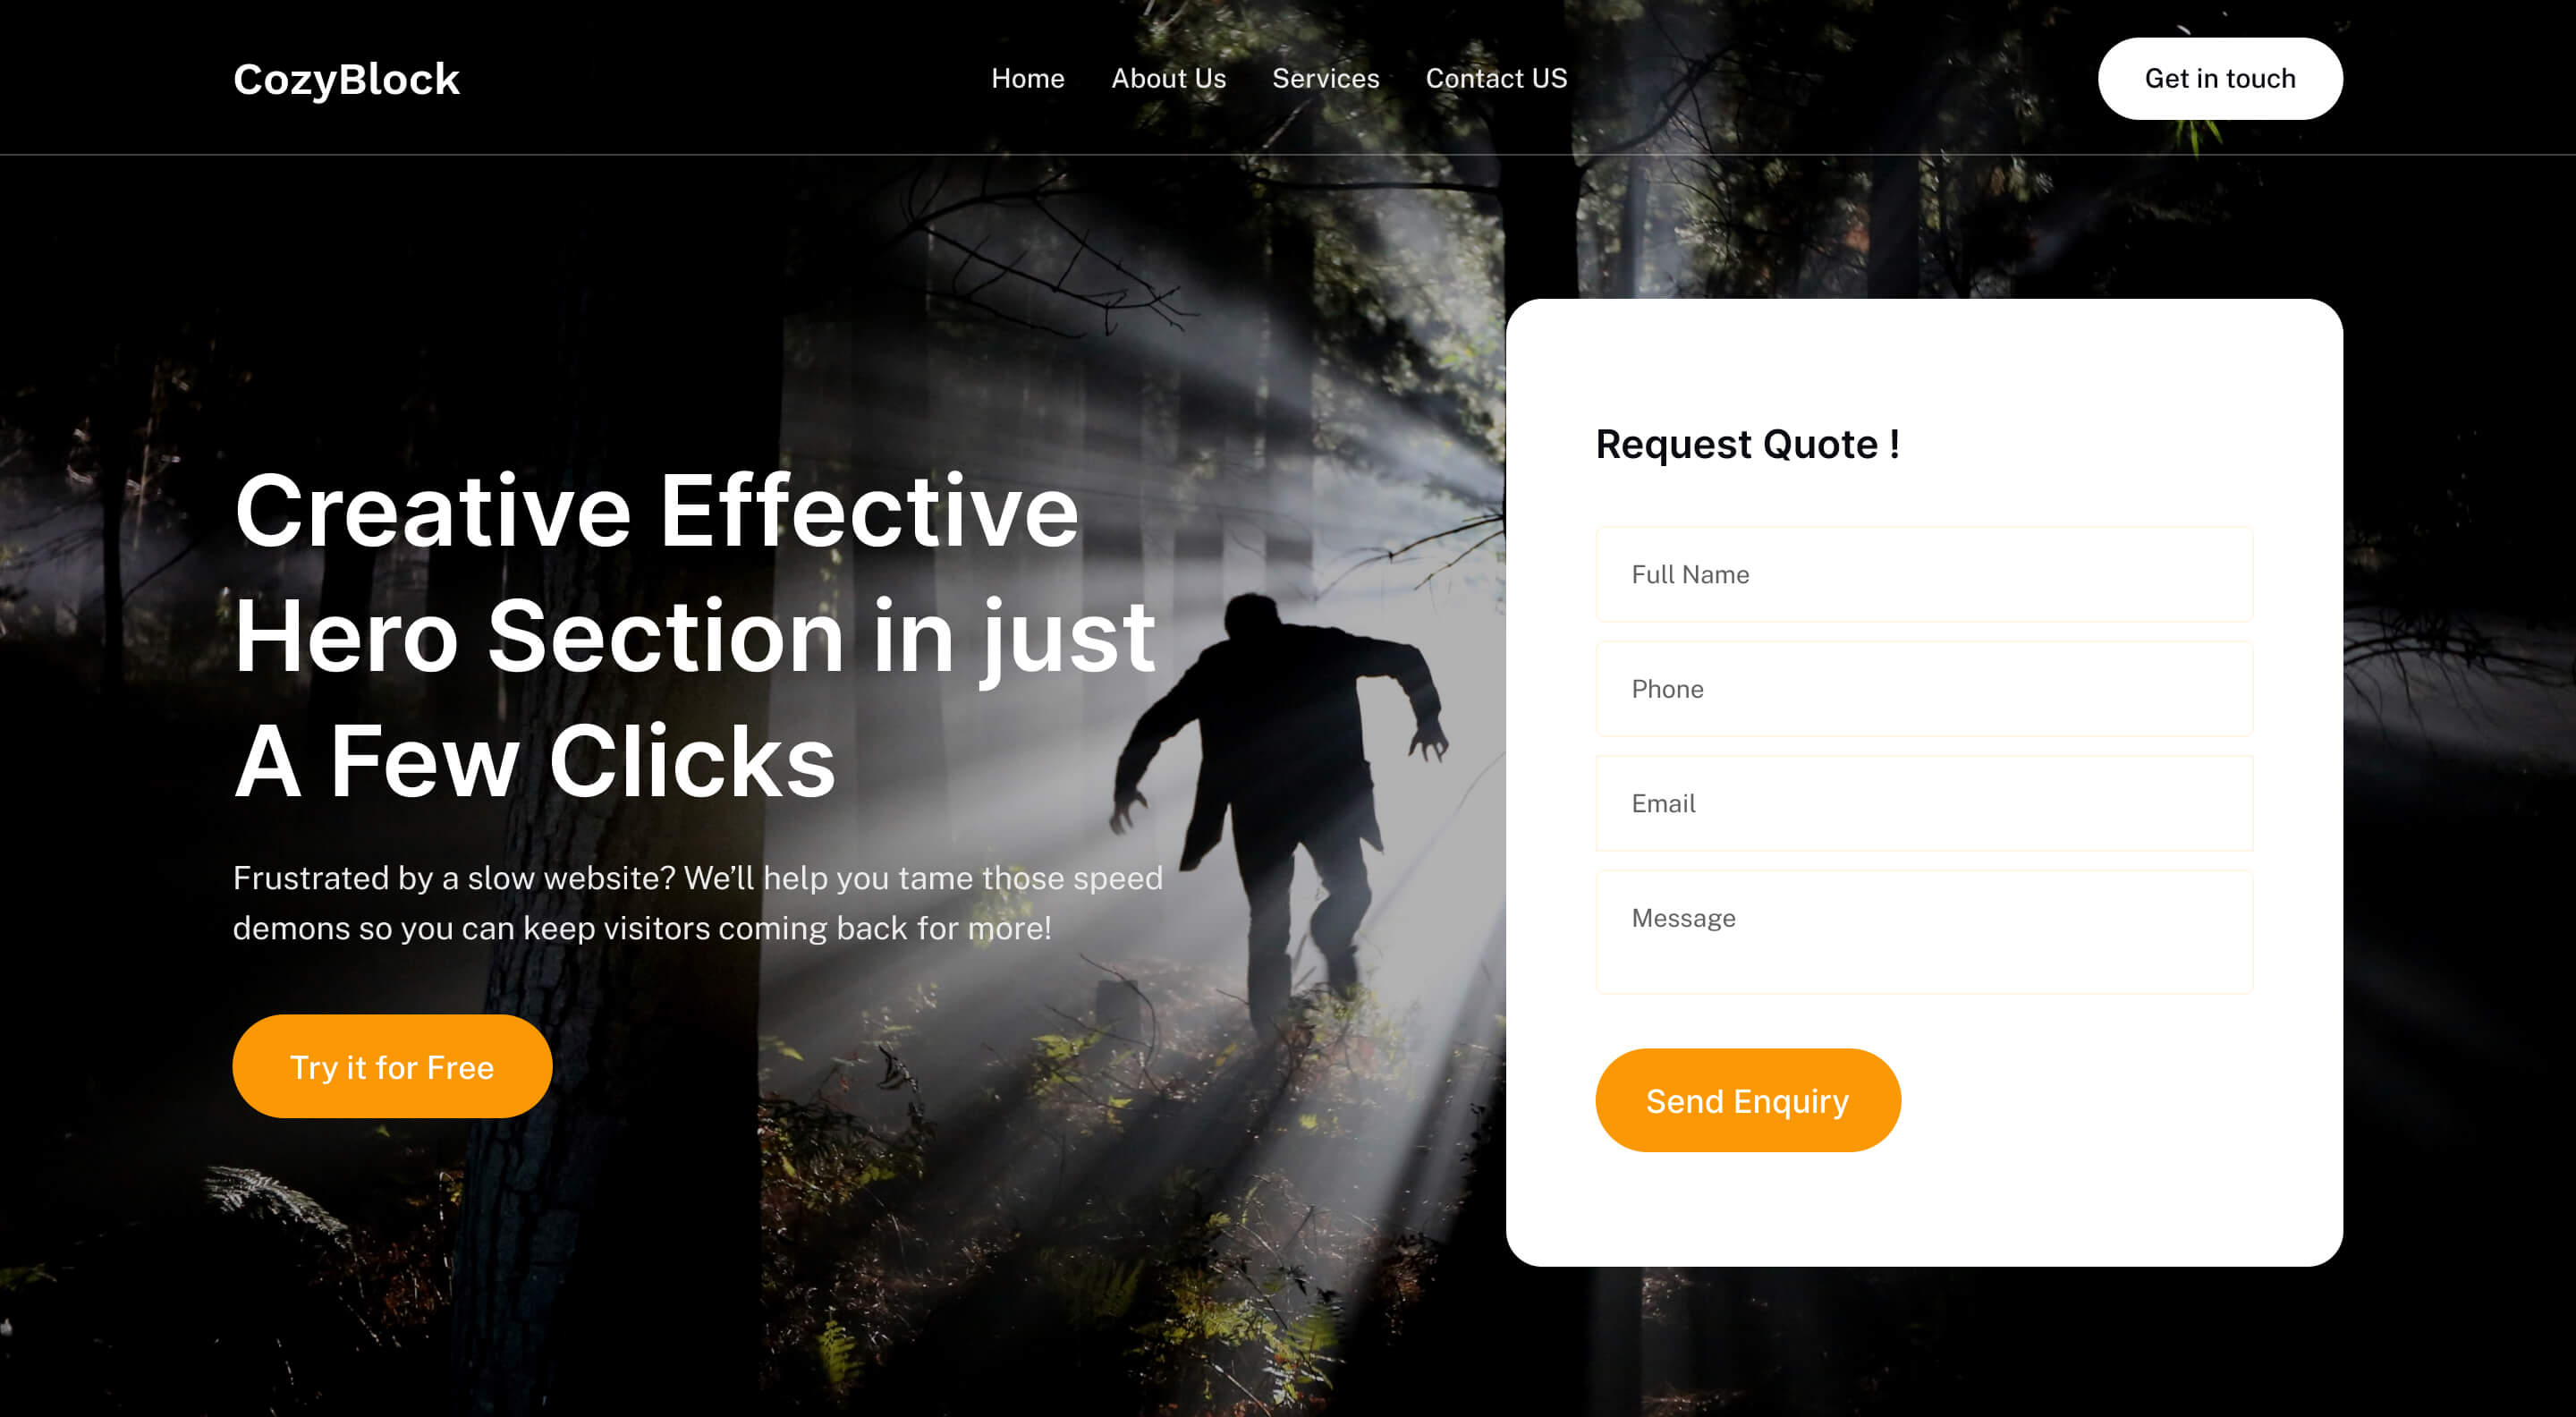 CozyBlock
Home About Us Services Contact US
Get in touch
Creative Effective
Hero Section in just
A Few Clicks
Frustrated by a slow website? We’ll help you tame those speed
demons so you can keep visitors coming back for more!
Try it for Free
Request Quote !
Full Name
Phone
Email
Message
Send Enquiry